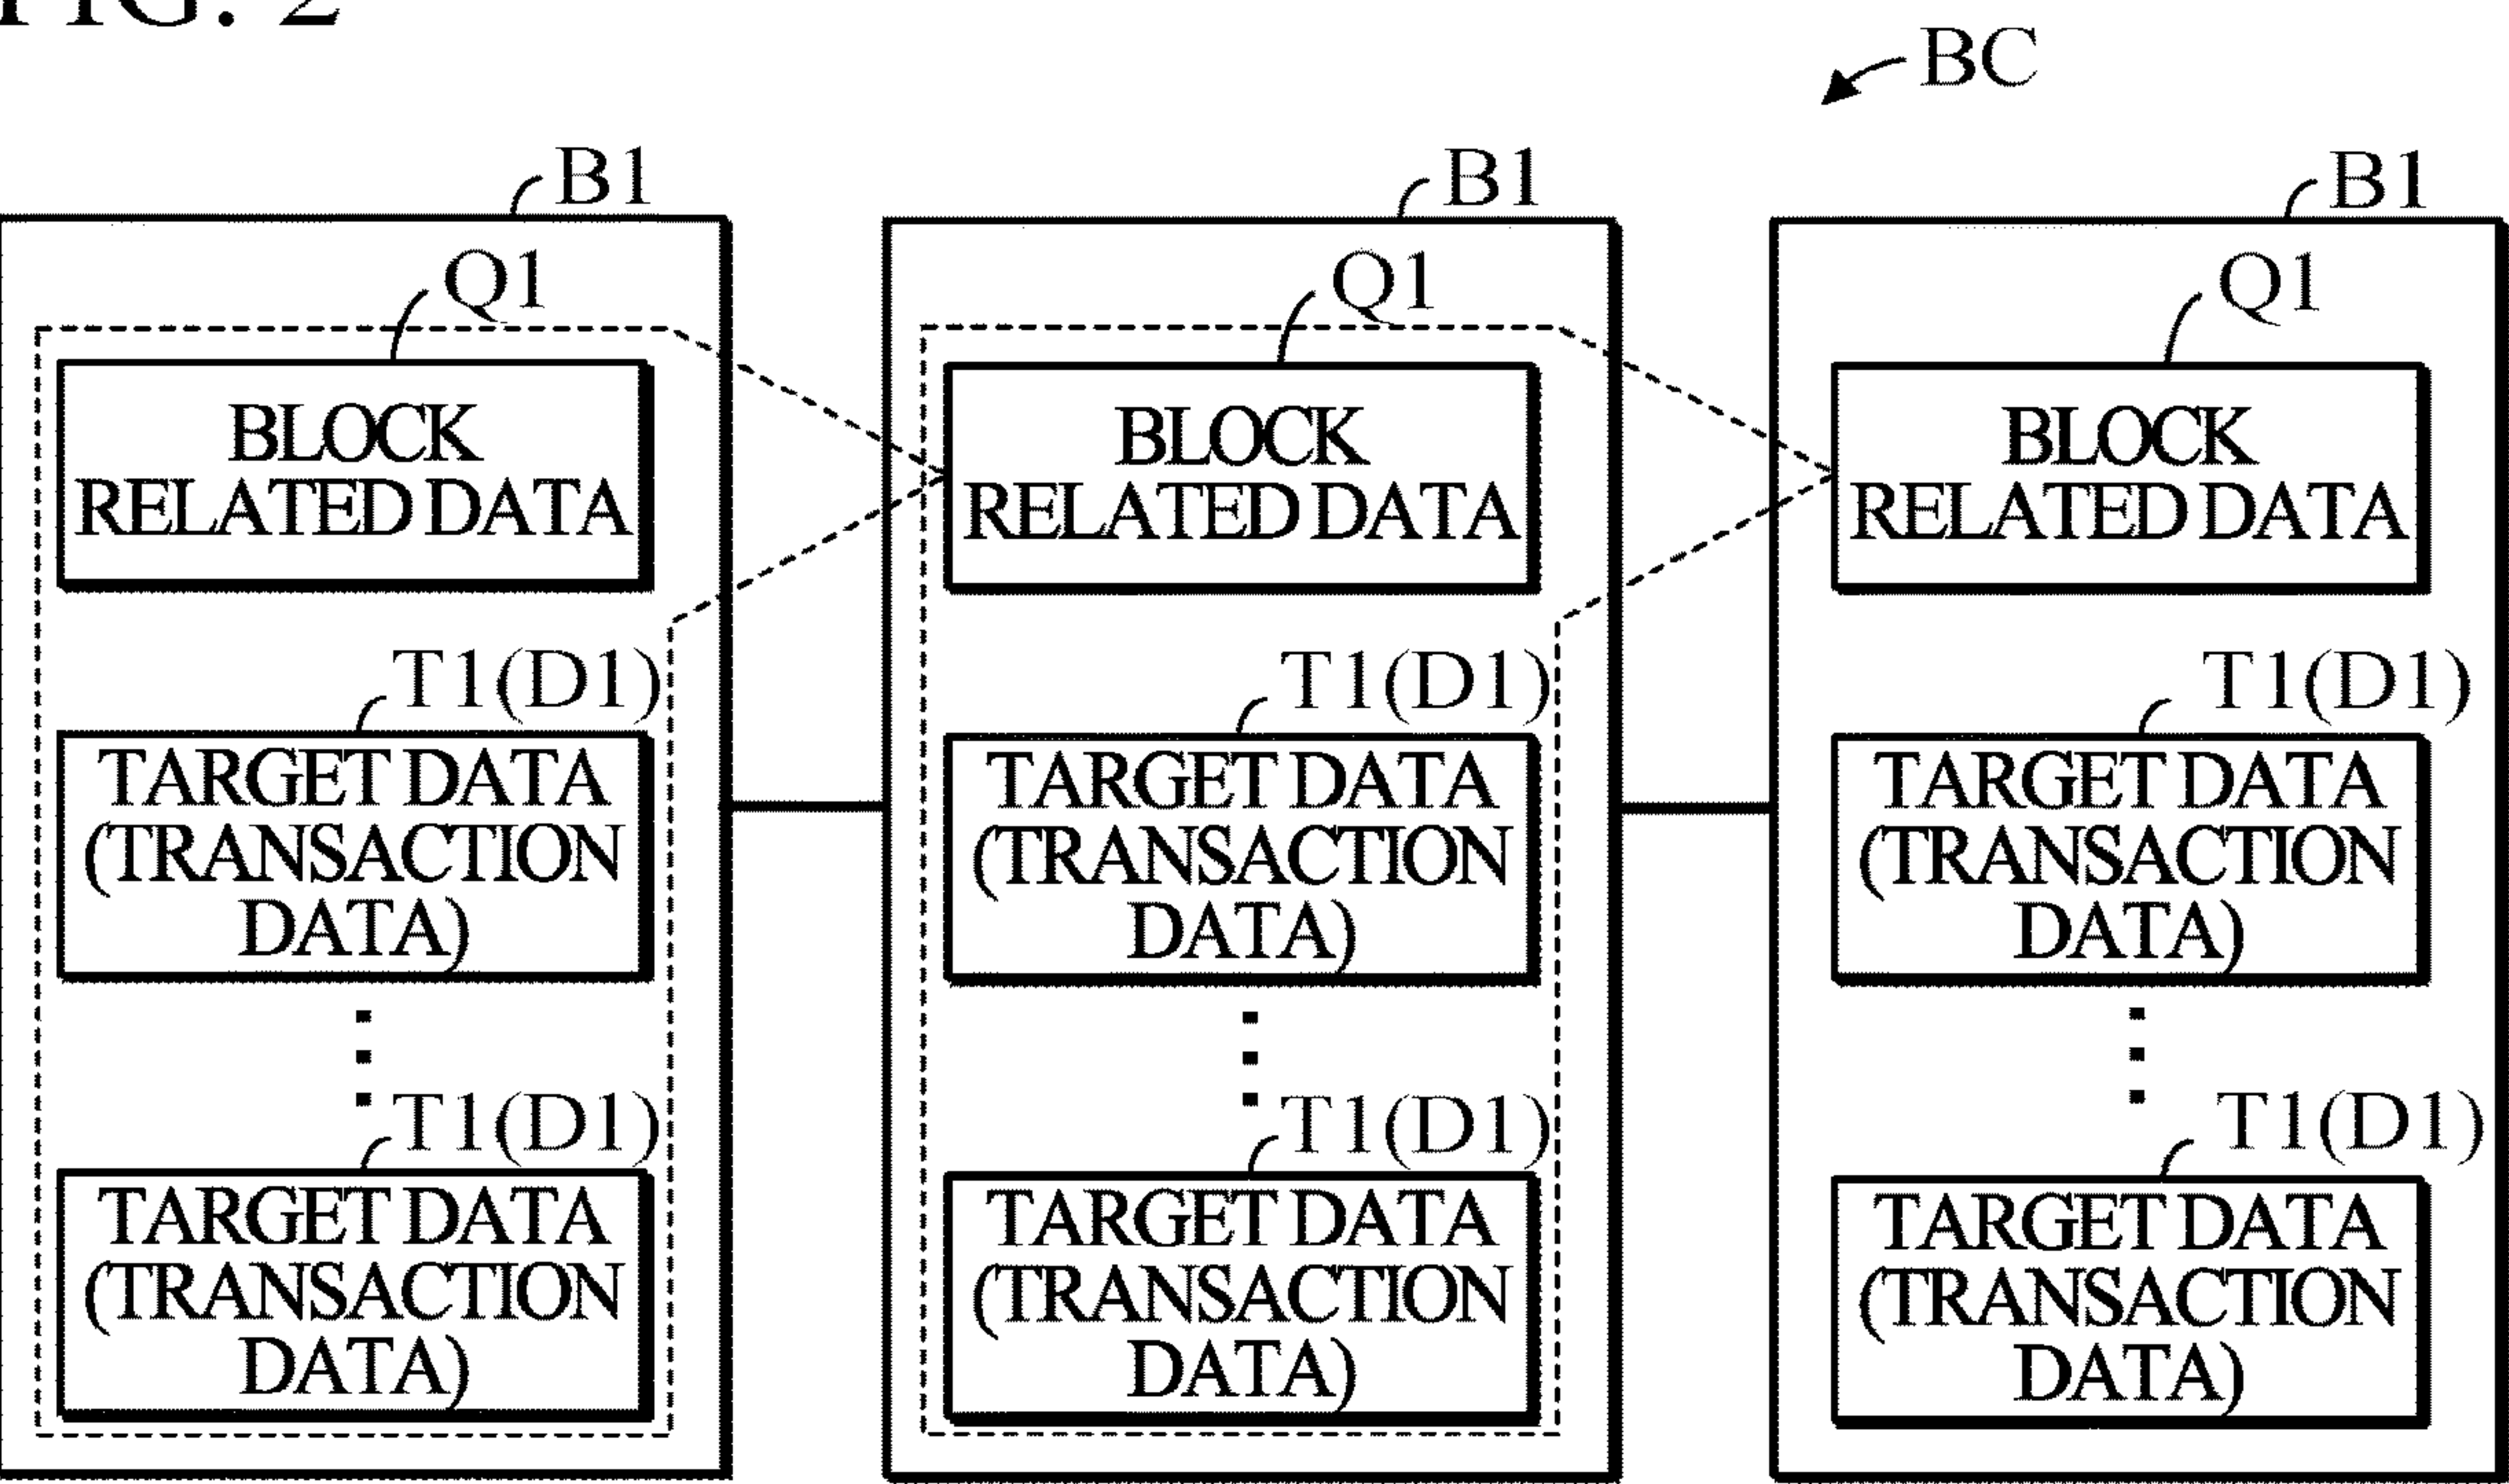 FIG. 2
BC
B1
Q1
BLOCK
RELATED DATA
T1(D1)
TARGET DATA
(TRANSACTION
DATA)
T1(D1)
TARGET DATA
(TRANSACTION
DATA)
B1
Q1
BLOCK
RELATED DATA
T1(D1)
TARGET DATA
(TRANSACTION
DATA)
T1(D1)
TARGET DATA
(TRANSACTION
DATA)
B1
Q1
BLOCK
RELATED DATA
T1(D1)
TARGET DATA
(TRANSACTION
DATA)
T1(D1)
TARGET DATA
(TRANSACTION
DATA)